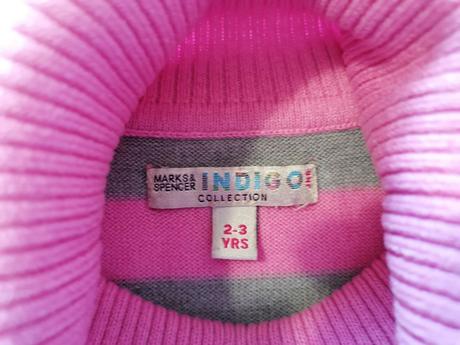 MARKS&
SPENCER
INDIGO
COLLECTION
2-3
YRS